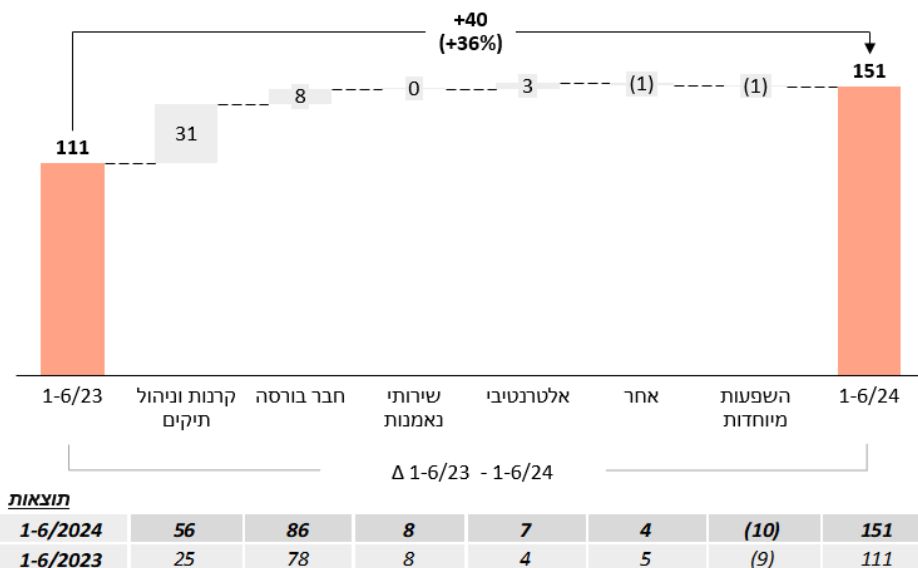 +40
(+36%)
151
(1)
(1)
3
0
8
31
111
1-6/23
קרנות וניהול
תיקים
חבר בורסה
שירותי
נאמנות
אלטרנטיבי
אחר
השפעות
מיוחדות
1-6/24
Δ 1-6/23 - 1-6/24
תוצאות
1-6/2024 56 86 8 7 4 (10) 151
1-6/2023 25 78 8 4 5 (9) 111